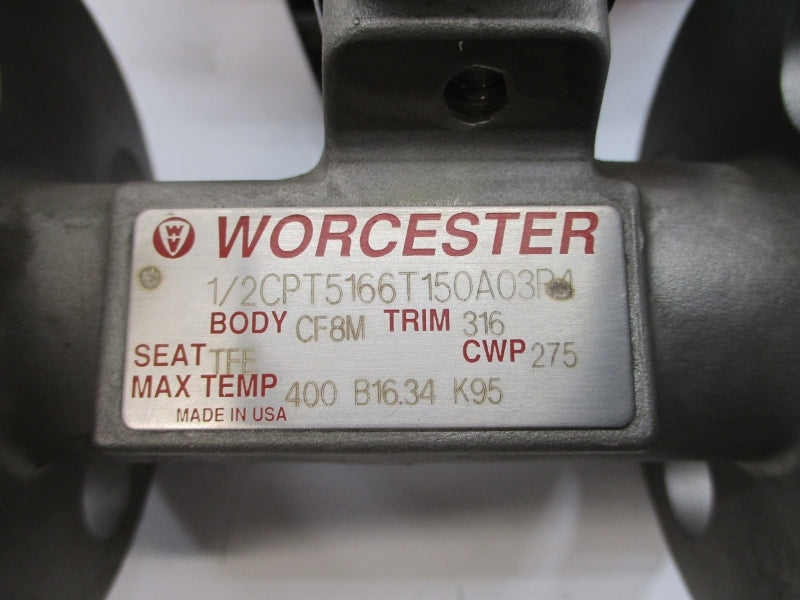 WORCESTER
1/2CPT5166T150A03R4
BODY CF8M TRIM 316
SEAT TFE CWP 275
MAX TEMP 400 B16.34 K95
MADE IN USA